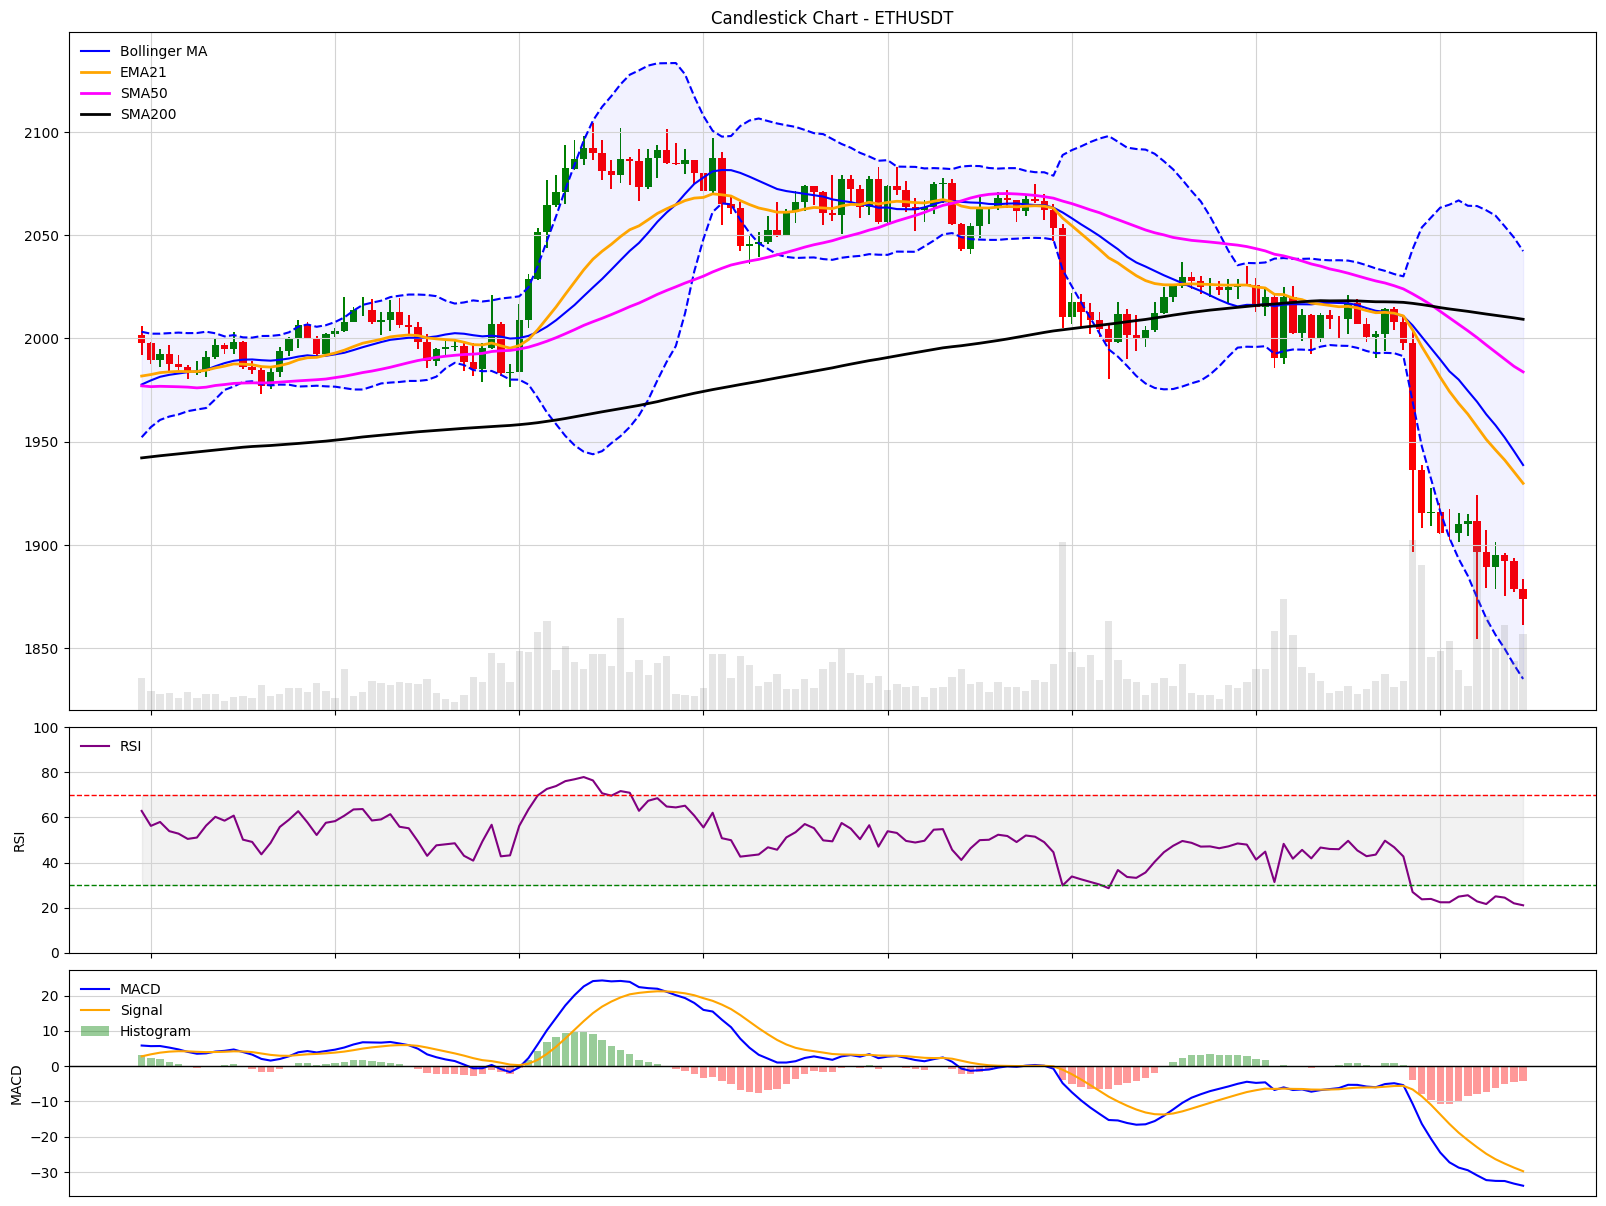 Candlestick Chart - ETHUSDT
Bollinger MA
EMA21
SMA50
SMA200
2100
2050
2000
1950
1900
1850
RSI
100
80
60
40
20
0
RSI
MACD
Signal
Histogram
20
10
0
−10
−20
−30
MACD